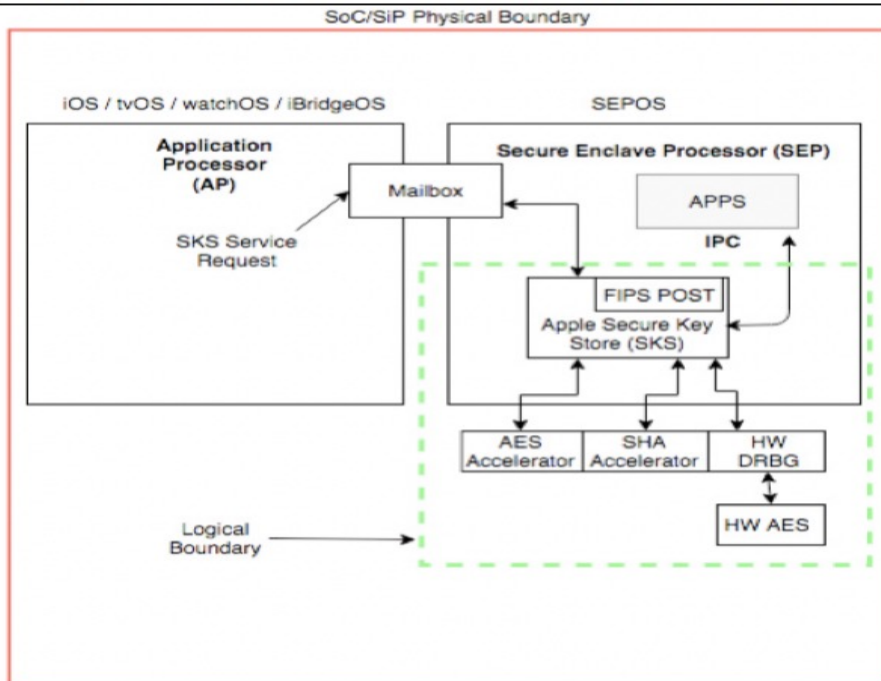 SoC/SiP Physical Boundary
iOS / tvOS / watchOS / iBridgeOS
SEPOS
Application
Processor
(AP)
Secure Enclave Processor (SEP)
Mailbox
APPS
SKS Service
Request
IPC
FIPS POST
Apple Secure Key
Store (SKS)
AES
Accelerator
SHA
Accelerator
HW
DRBG
HW AES
Logical
Boundary